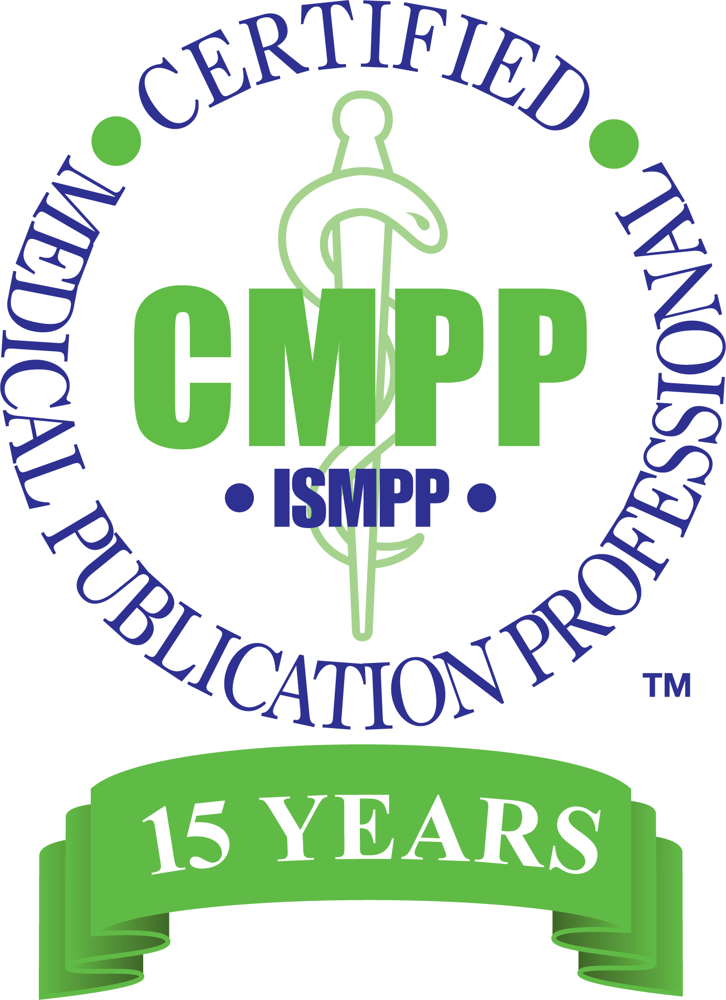 CERTIFIED
MEDICAL PUBLICATION PROFESSIONAL
CMPP
• ISMPP •
TM
15 YEARS